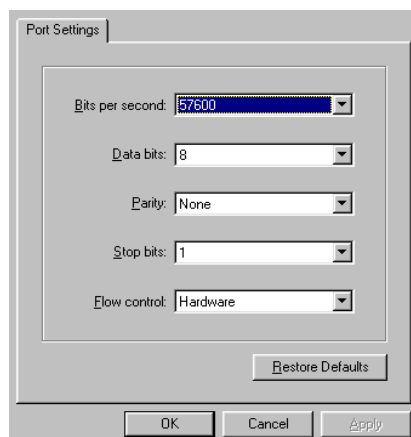 Port Settings
Bits per second: 57600
Data bits: 8
Parity: None
Stop bits: 1
Flow control: Hardware
Restore Defaults
OK Cancel Apply